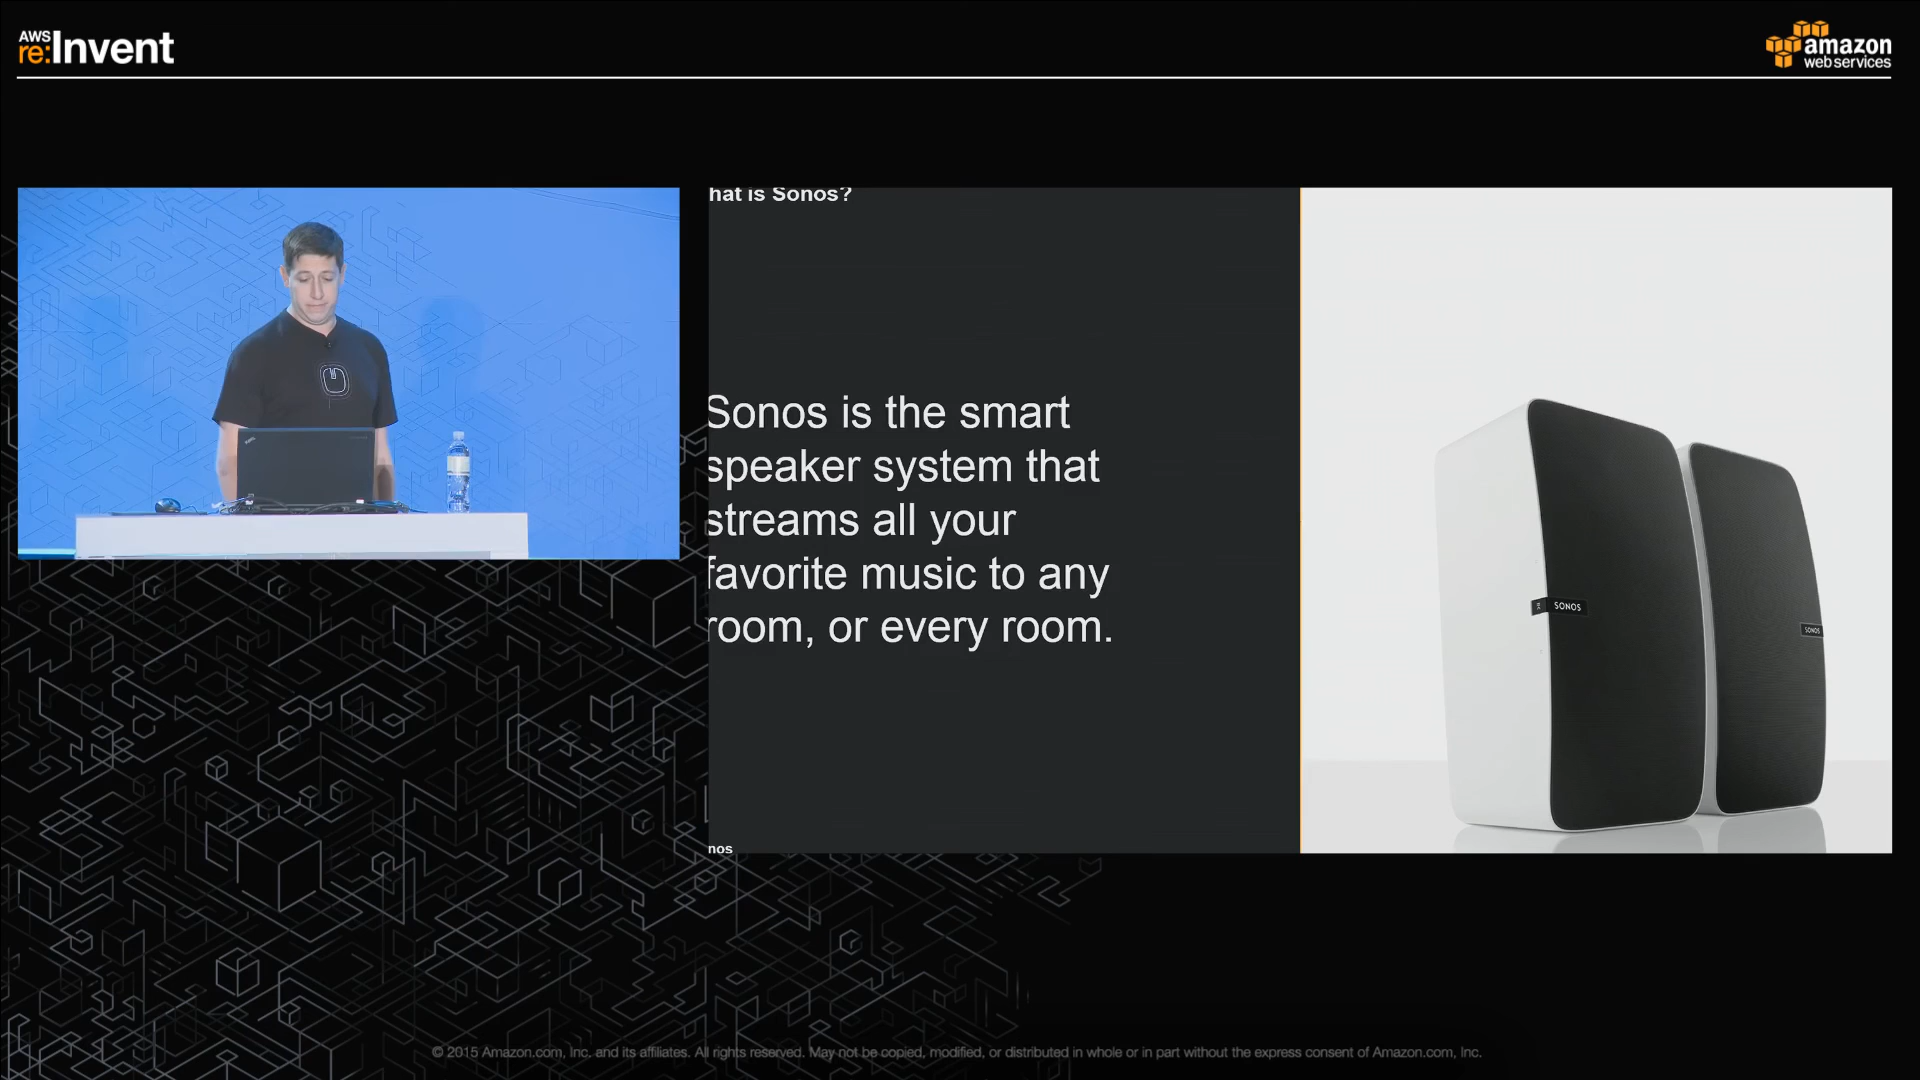 AWS
re:Invent
amazon
web services
hat is Sonos?
Sonos is the smart
speaker system that
streams all your
favorite music to any
room, or every room.
SONOS
SONOS
nos
© 2015 Amazon.com, Inc. and its affiliates. All rights reserved. May not be copied, modified, or distributed in whole or in part without the express consent of Amazon.com, Inc.